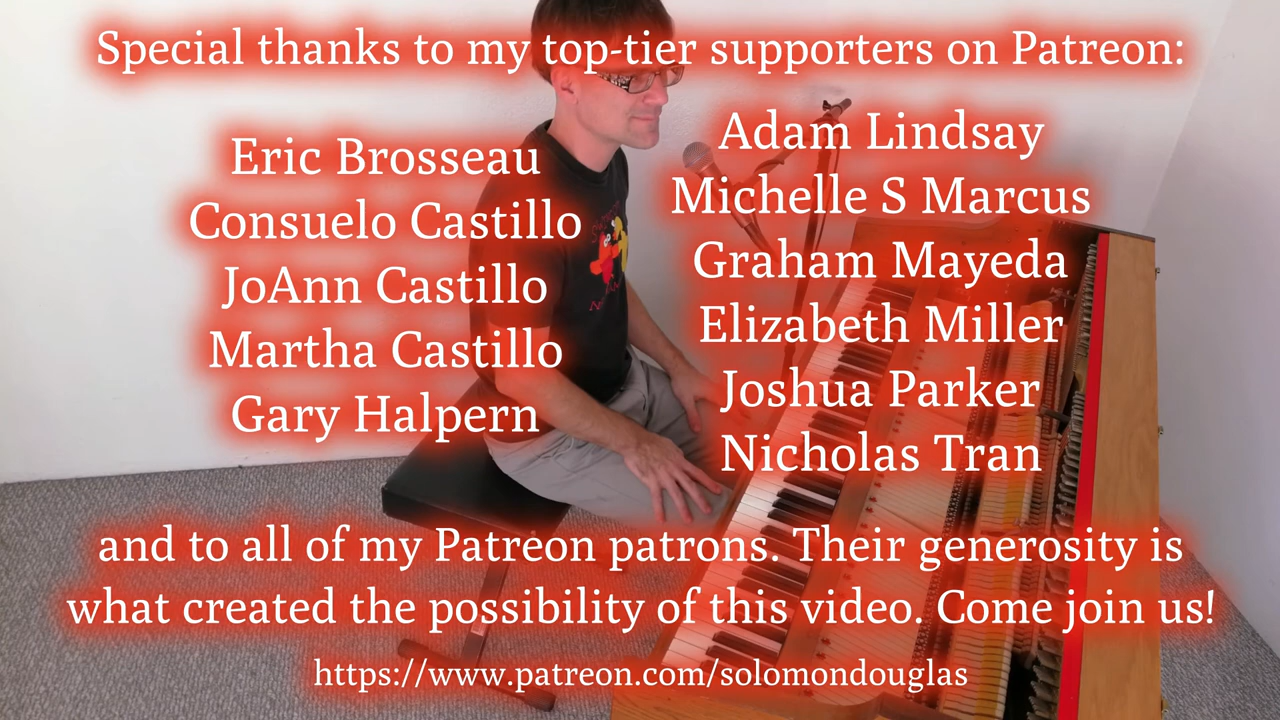 Special thanks to my top-tier supporters on Patreon:
Eric Brosseau
Consuelo Castillo
JoAnn Castillo
Martha Castillo
Gary Halpern
Adam Lindsay
Michelle S Marcus
Graham Mayeda
Elizabeth Miller
Joshua Parker
Nicholas Tran
and to all of my Patreon patrons. Their generosity is
what created the possibility of this video. Come join us!
https://www.patreon.com/solomondouglas